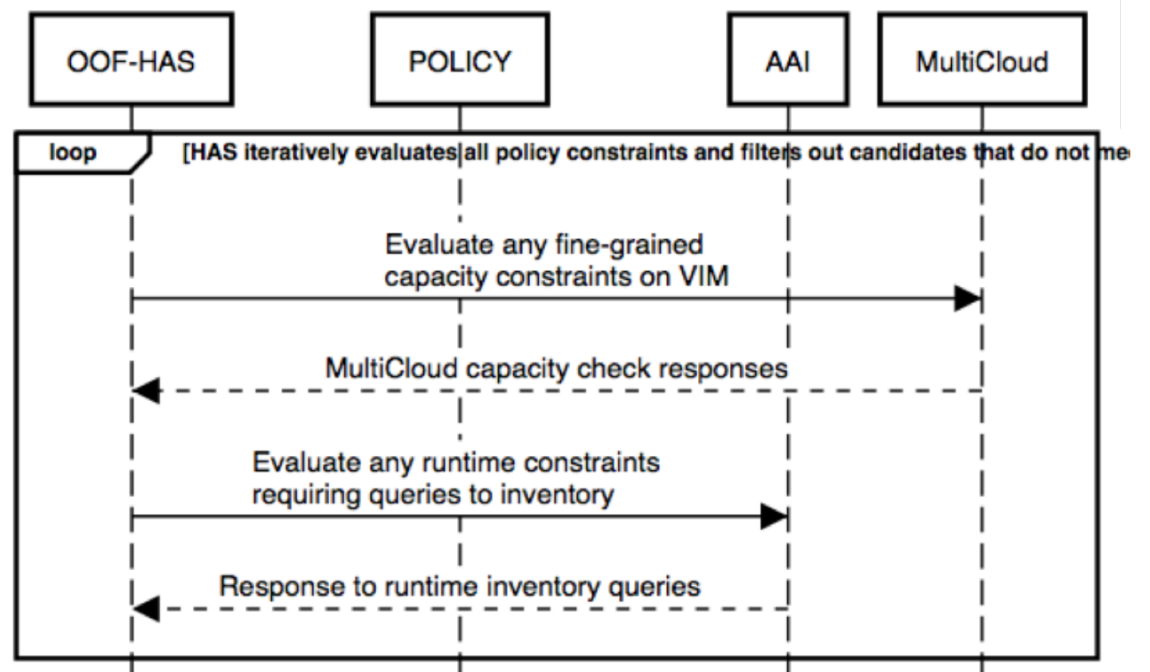 OOF-HAS
POLICY
AAI
MultiCloud
loop
[HAS iteratively evaluates all policy constraints and filters out candidates that do not
Evaluate any fine-grained
capacity constraints on VIM
MultiCloud capacity check responses
Evaluate any runtime constraints
requiring queries to inventory
Response to runtime inventory queries